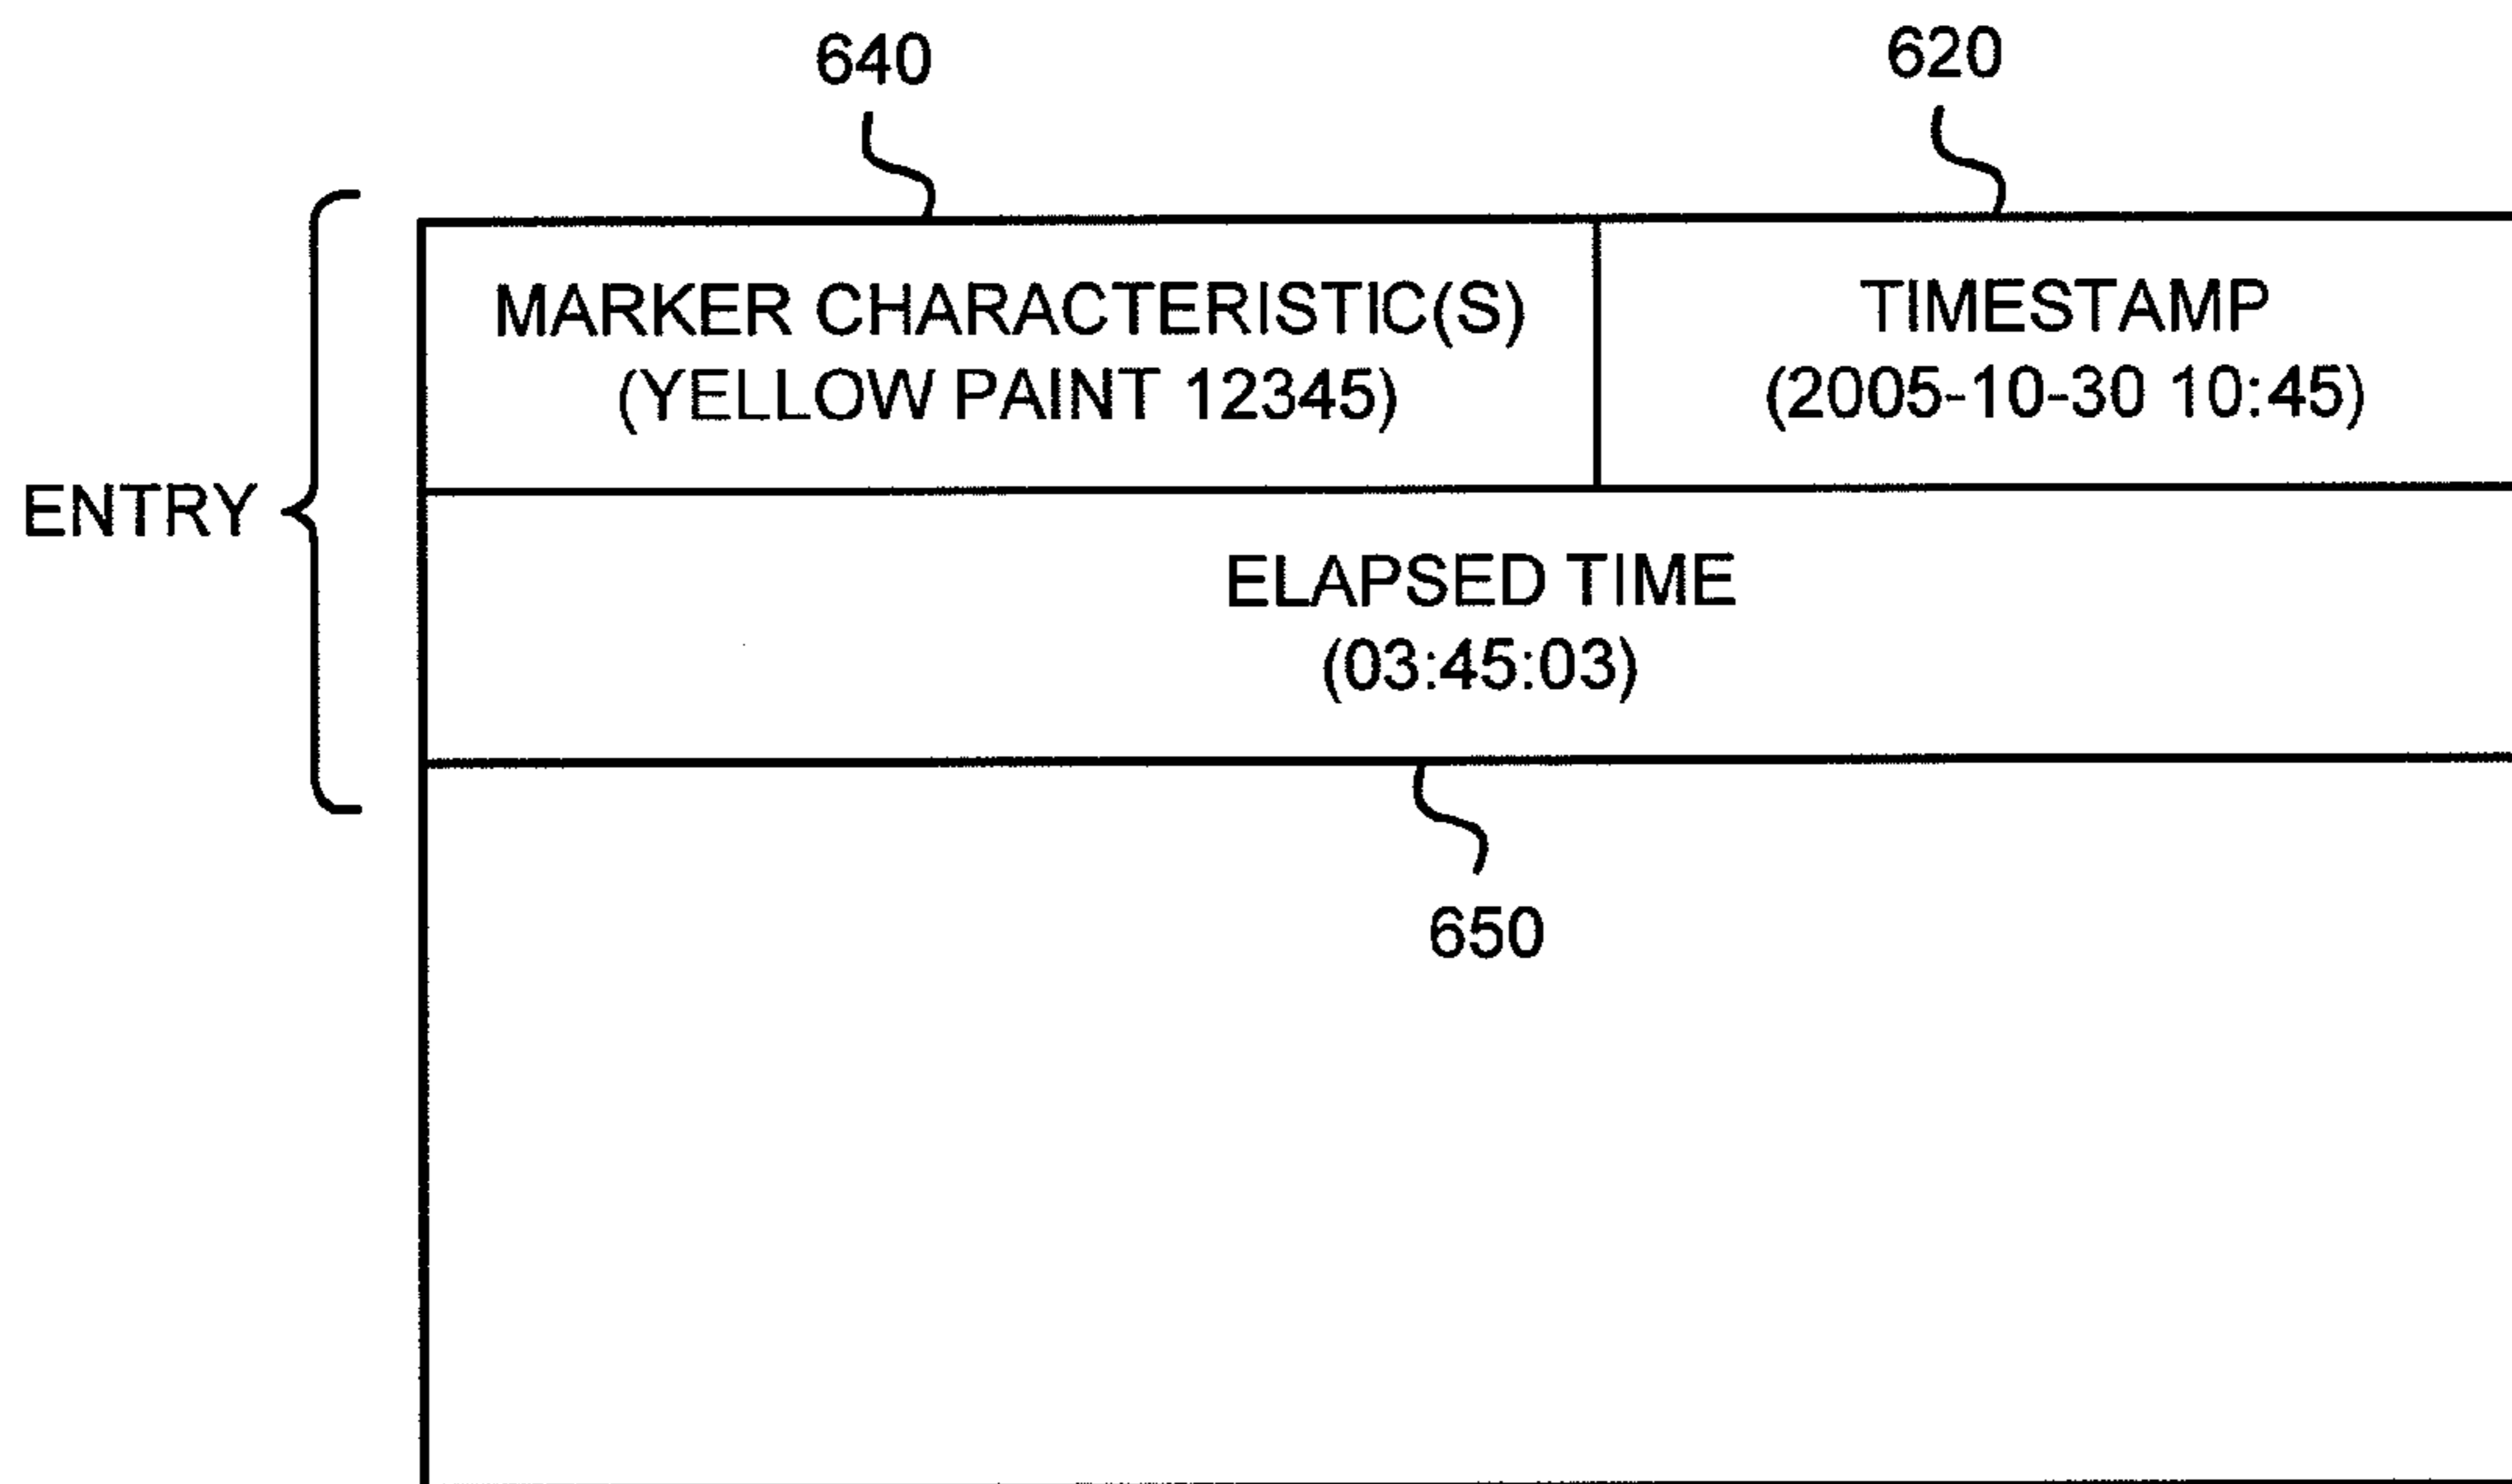 640
620
MARKER CHARACTERISTIC(S)
(YELLOW PAINT 12345)
TIMESTAMP
(2005-10-30 10:45)
ENTRY
ELAPSED TIME
(03:45:03)
650